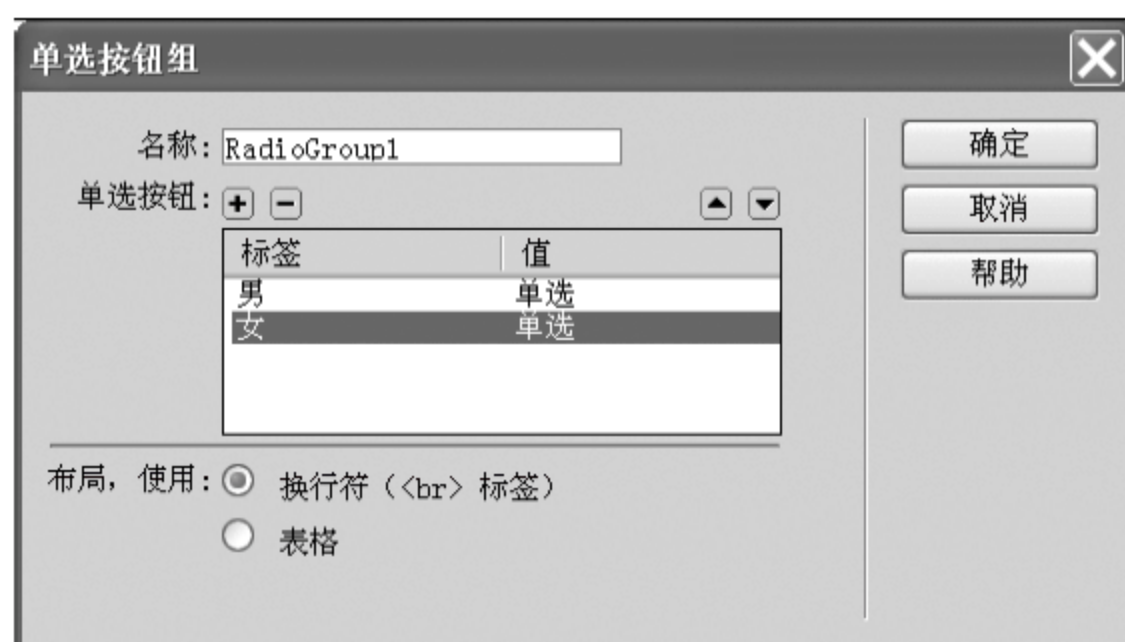 单选按钮组
名称: RadioGroup1
单选按钮:
标签 值
男 单选
女 单选
布局, 使用: 换行符 (<br> 标签)
表格
确定
取消
帮助